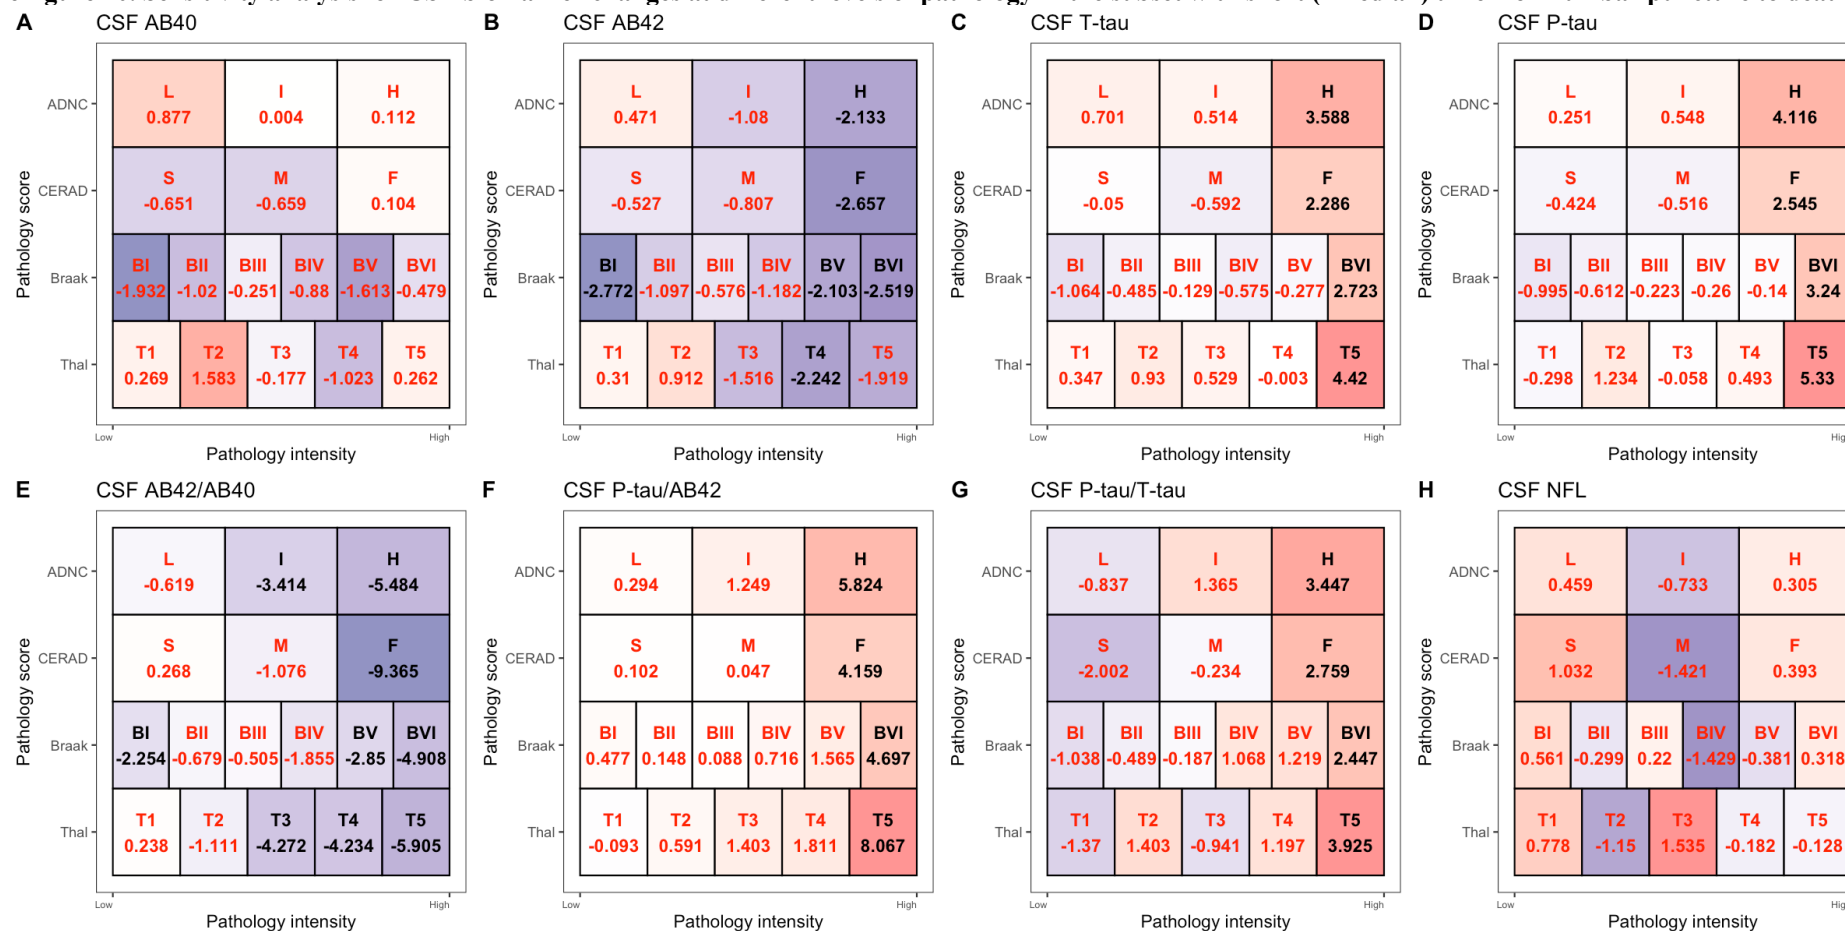 Sensitivity analysis for CSF biomarker changes at different levels of pathology in the subset with short
A
CSF AB40
Pathology score
ADNC
L I H
0.877 0.004 0.112
CERAD
S M F
-0.651 -0.659 0.104
Braak
BI BII BIII BIV BV BVI
-1.932 -1.02 -0.251 -0.88 -1.613 -0.479
Thal
T1 T2 T3 T4 T5
0.269 1.583 -0.177 -1.023 0.262
Low High
Pathology intensity
B
CSF AB42
Pathology score
ADNC
L I H
0.471 -1.08 -2.133
CERAD
S M F
-0.527 -0.807 -2.657
Braak
BI BII BIII BIV BV BVI
-2.772 -1.097 -0.576 -1.182 -2.103 -2.519
Thal
T1 T2 T3 T4 T5
0.31 0.912 -1.516 -2.242 -1.919
Low High
Pathology intensity
C
CSF T-tau
Pathology score
ADNC
L I H
0.701 0.514 3.588
CERAD
S M F
-0.05 -0.592 2.286
Braak
BI BII BIII BIV BV BVI
-1.064 -0.485 -0.129 -0.575 -0.277 2.723
Thal
T1 T2 T3 T4 T5
0.347 0.93 0.529 -0.003 4.42
Low High
Pathology intensity
D
CSF P-tau
Pathology score
ADNC
L I H
0.251 0.548 4.116
CERAD
S M F
-0.424 -0.516 2.545
Braak
BI BII BIII BIV BV BVI
-0.995 -0.612 -0.223 -0.26 -0.14 3.24
Thal
T1 T2 T3 T4 T5
-0.298 1.234 -0.058 0.493 5.33
Low
Pathology intensity
E
CSF AB42/AB40
Pathology score
ADNC
L I H
-0.619 -3.414 -5.484
CERAD
S M F
0.268 -1.076 -9.365
Braak
BI BII BIII BIV BV BVI
-2.254 -0.679 -0.505 -1.855 -2.85 -4.908
Thal
T1 T2 T3 T4 T5
0.238 -1.111 -4.272 -4.234 -5.905
Low High
Pathology intensity
F
CSF P-tau/AB42
Pathology score
ADNC
L I H
0.294 1.249 5.824
CERAD
S M F
0.102 0.047 4.159
Braak
BI BII BIII BIV BV BVI
0.477 0.148 0.088 0.716 1.565 4.697
Thal
T1 T2 T3 T4 T5
-0.093 0.591 1.403 1.811 8.067
Low High
Pathology intensity
G
CSF P-tau/T-tau
Pathology score
ADNC
L I H
-0.837 1.365 3.447
CERAD
S M F
-2.002 -0.234 2.759
Braak
BI BII BIII BIV BV BVI
-1.038 -0.489 -0.187 1.068 1.219 2.447
Thal
T1 T2 T3 T4 T5
-1.37 1.403 -0.941 1.197 3.925
Low High
Pathology intensity
H
CSF NFL
Pathology score
ADNC
L I H
0.459 -0.733 0.305
CERAD
S M F
1.032 -1.421 0.393
Braak
BI BII BIII BIV BV BVI
0.561 -0.299 0.22 -1.429 -0.381 0.318
Thal
T1 T2 T3 T4 T5
0.778 -1.15 1.535 -0.182 -0.128
Low
Pathology intensity